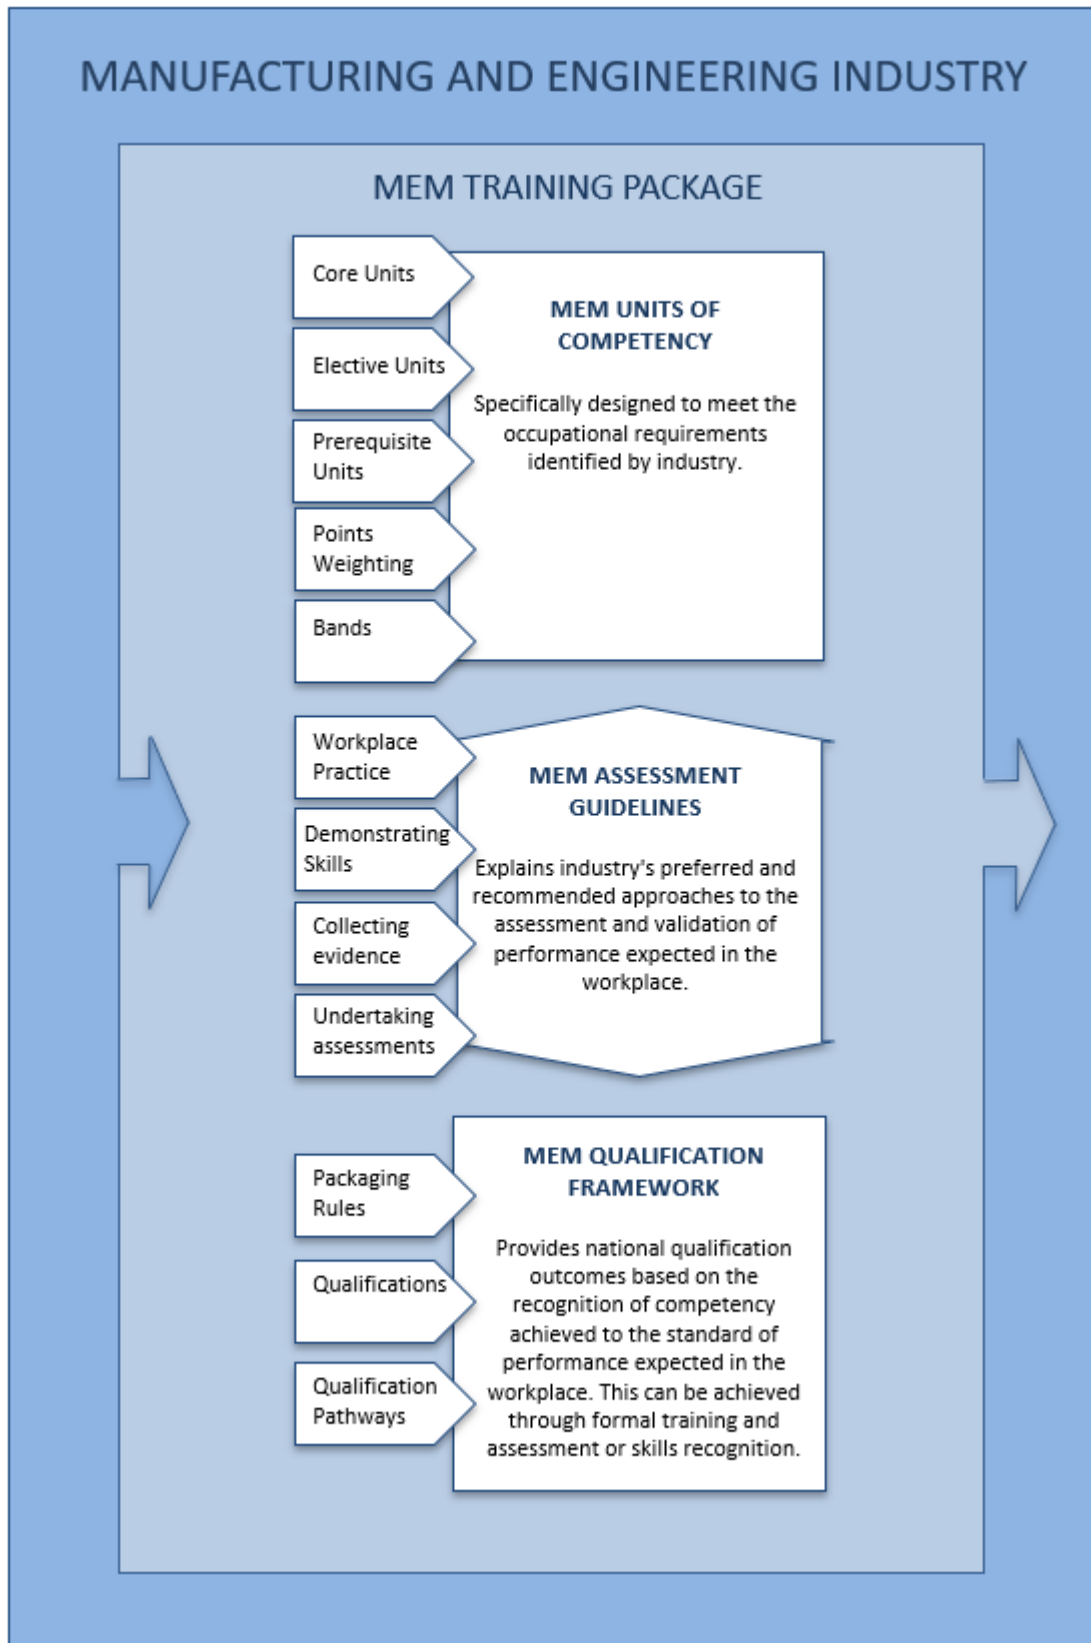 MANUFACTURING AND ENGINEERING INDUSTRY
MEM TRAINING PACKAGE
Core Units
Elective Units
Prerequisite
Units
Points
Weighting
Bands
MEM UNITS OF
COMPETENCY
Specifically designed to meet the
occupational requirements
identified by industry.
Workplace
Practice
Demonstrating
Skills
Collecting
evidence
Undertaking
assessments
MEM ASSESSMENT
GUIDELINES
Explains industry's preferred and
recommended approaches to the
assessment and validation of
performance expected in the
workplace.
Packaging
Rules
Qualifications
Qualification
Pathways
MEM QUALIFICATION
FRAMEWORK
Provides national qualification
outcomes based on the
recognition of competency
achieved to the standard of
performance expected in the
workplace. This can be achieved
through formal training and
assessment or skills recognition.